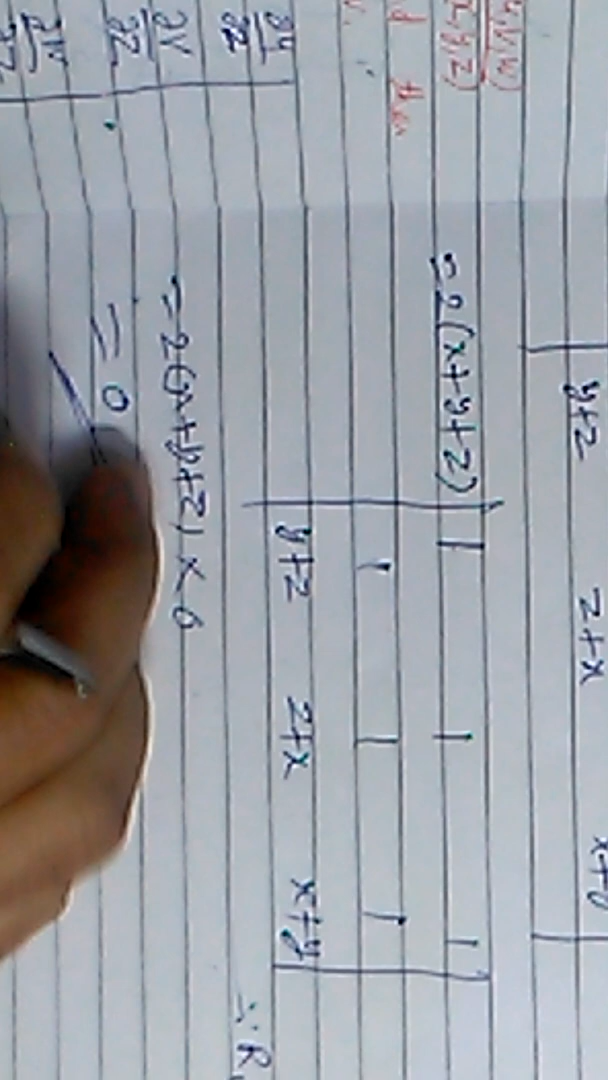 y+z z+x x+y
= 2(x+y+z) 1 1 1
1 1 1
y+z z+x x+y
∵ R
= 2(x+y+z) x 0
= 0
∂y
∂z
∂v
∂z
(x,y,z)